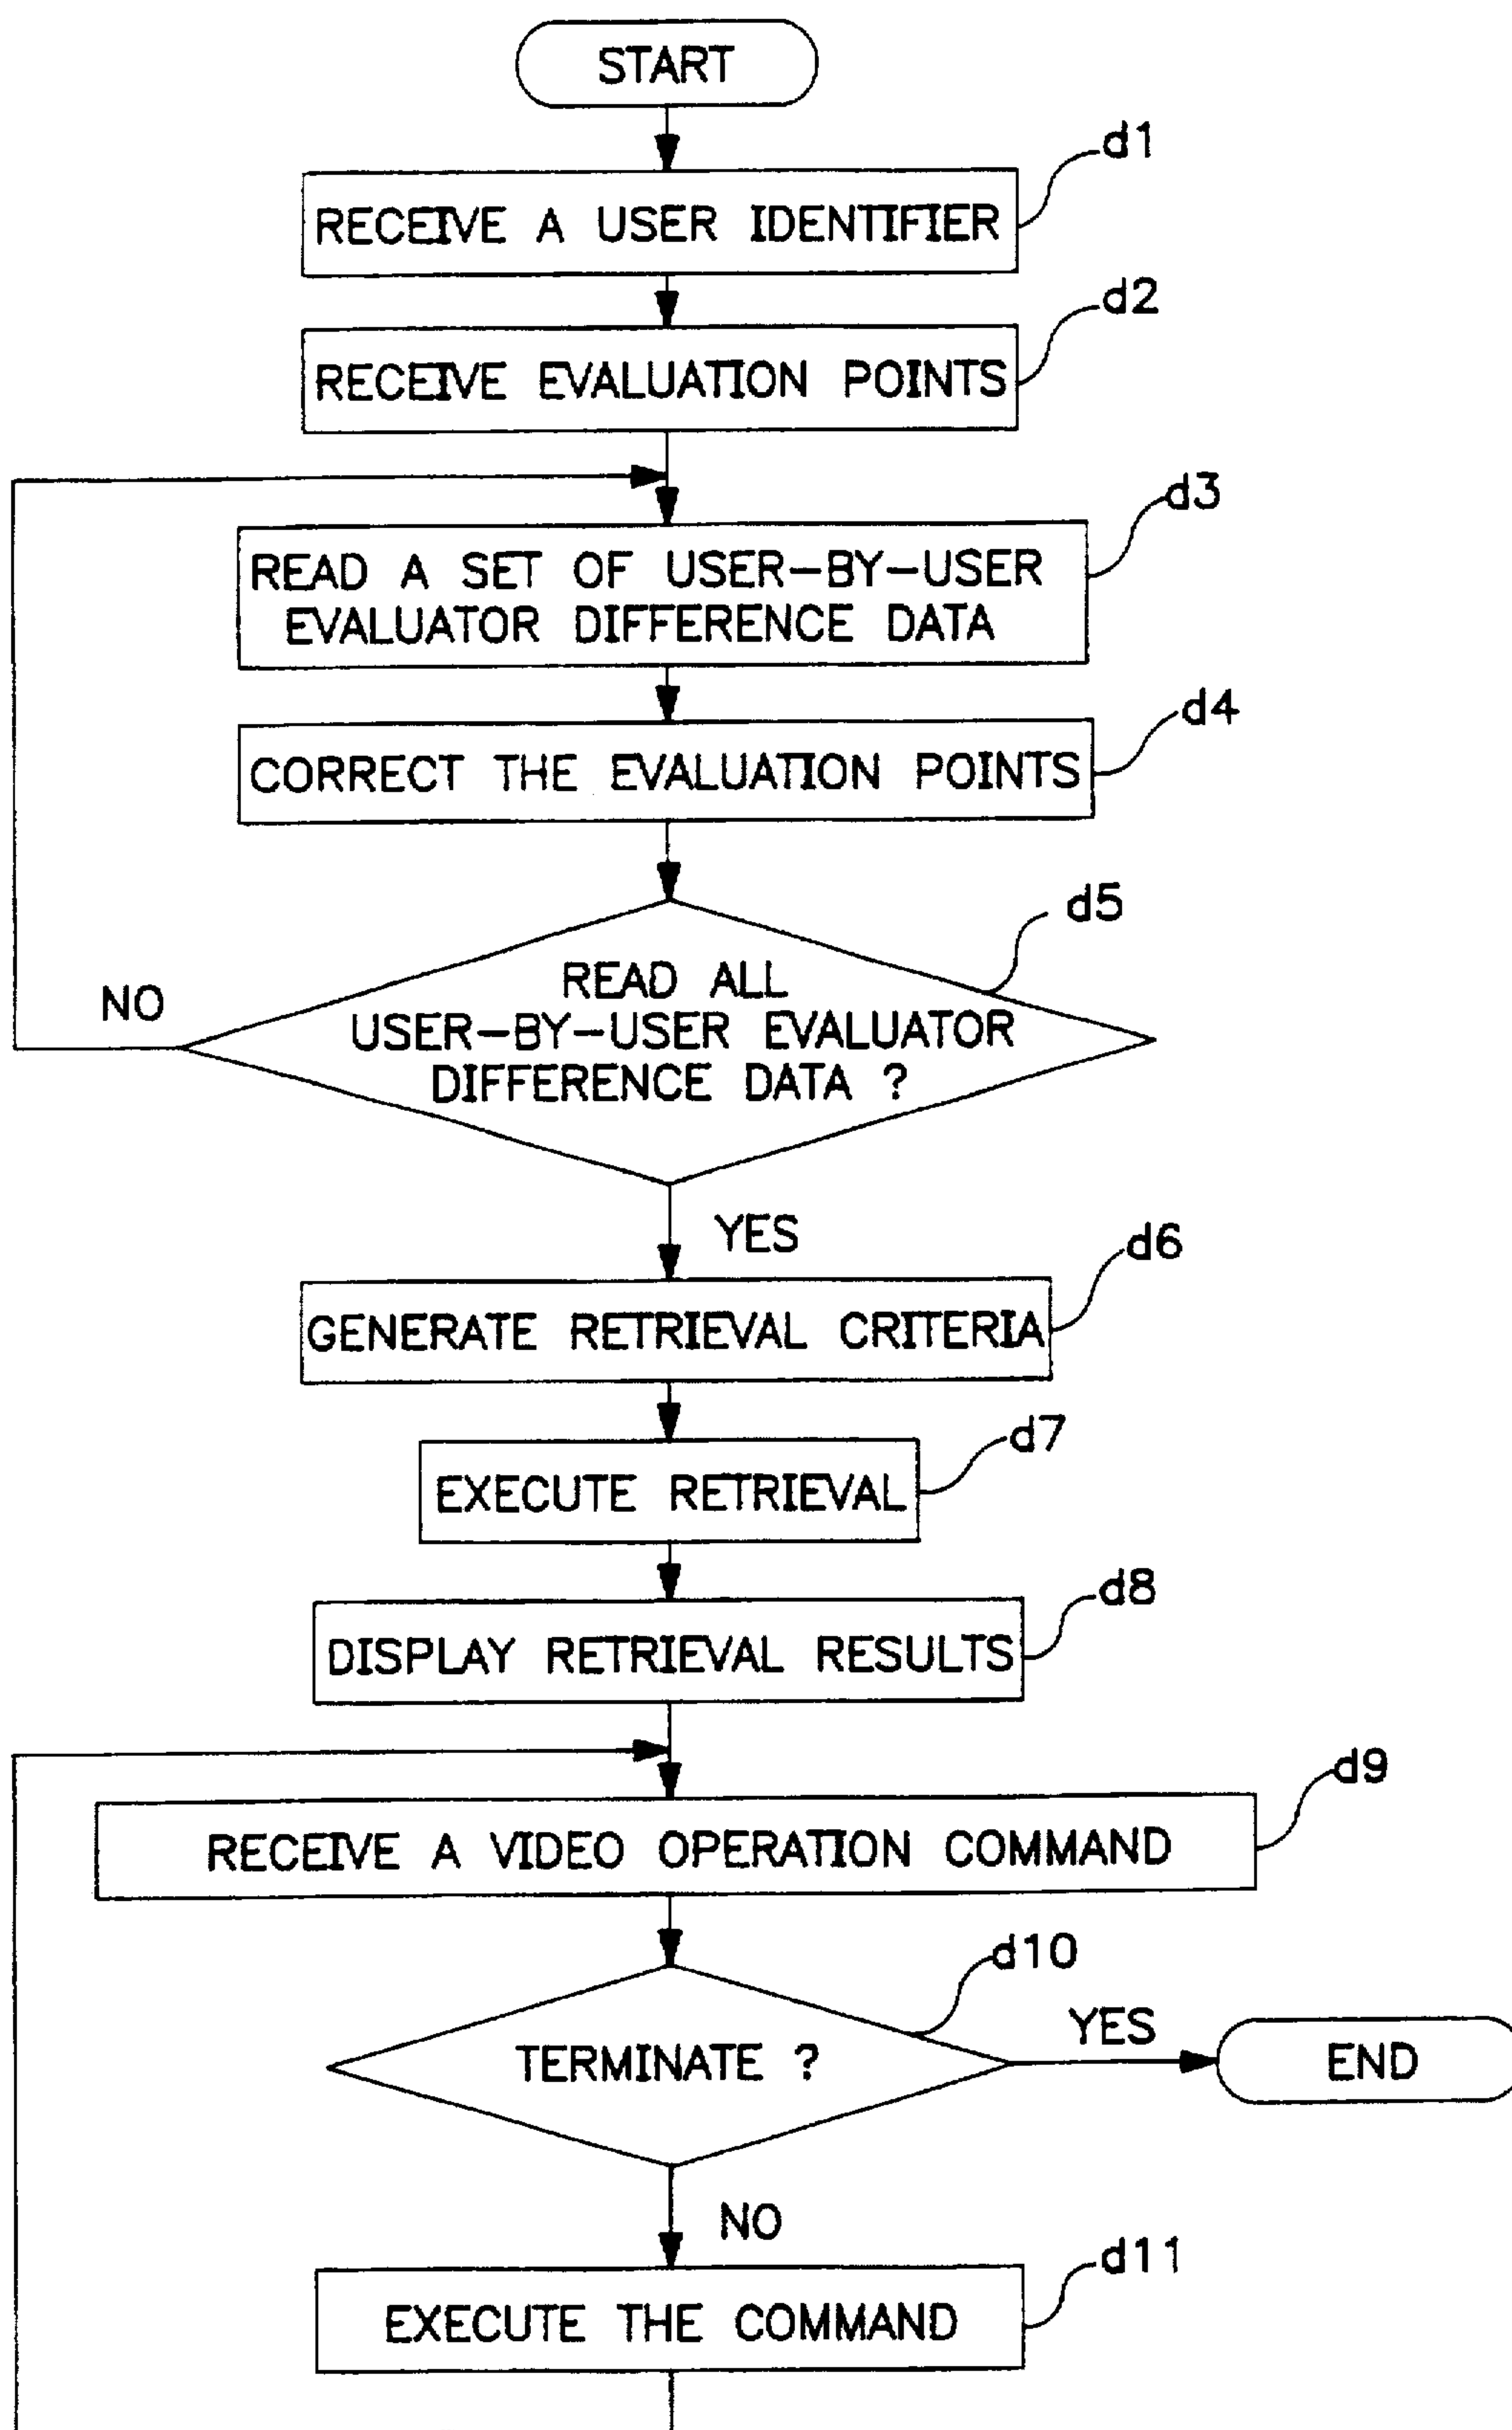 START
d1
RECEIVE A USER IDENTIFIER
d2
RECEIVE EVALUATION POINTS
d3
READ A SET OF USER-BY-USER
EVALUATOR DIFFERENCE DATA
d4
CORRECT THE EVALUATION POINTS
d5
READ ALL
USER-BY-USER EVALUATOR
DIFFERENCE DATA ?
NO
YES
d6
GENERATE RETRIEVAL CRITERIA
d7
EXECUTE RETRIEVAL
d8
DISPLAY RETRIEVAL RESULTS
d9
RECEIVE A VIDEO OPERATION COMMAND
d10
TERMINATE ?
YES
END
NO
d11
EXECUTE THE COMMAND